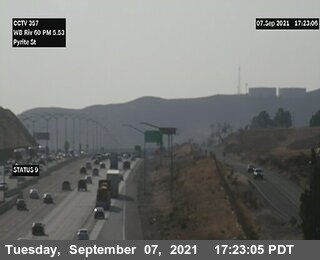 CCTV 357
WB Riv 60 PM 5.53
Pyrite St
07.Sep 2021 17:23:06
STATUS 9
Tuesday, September 07, 2021 17:23:05 PDT